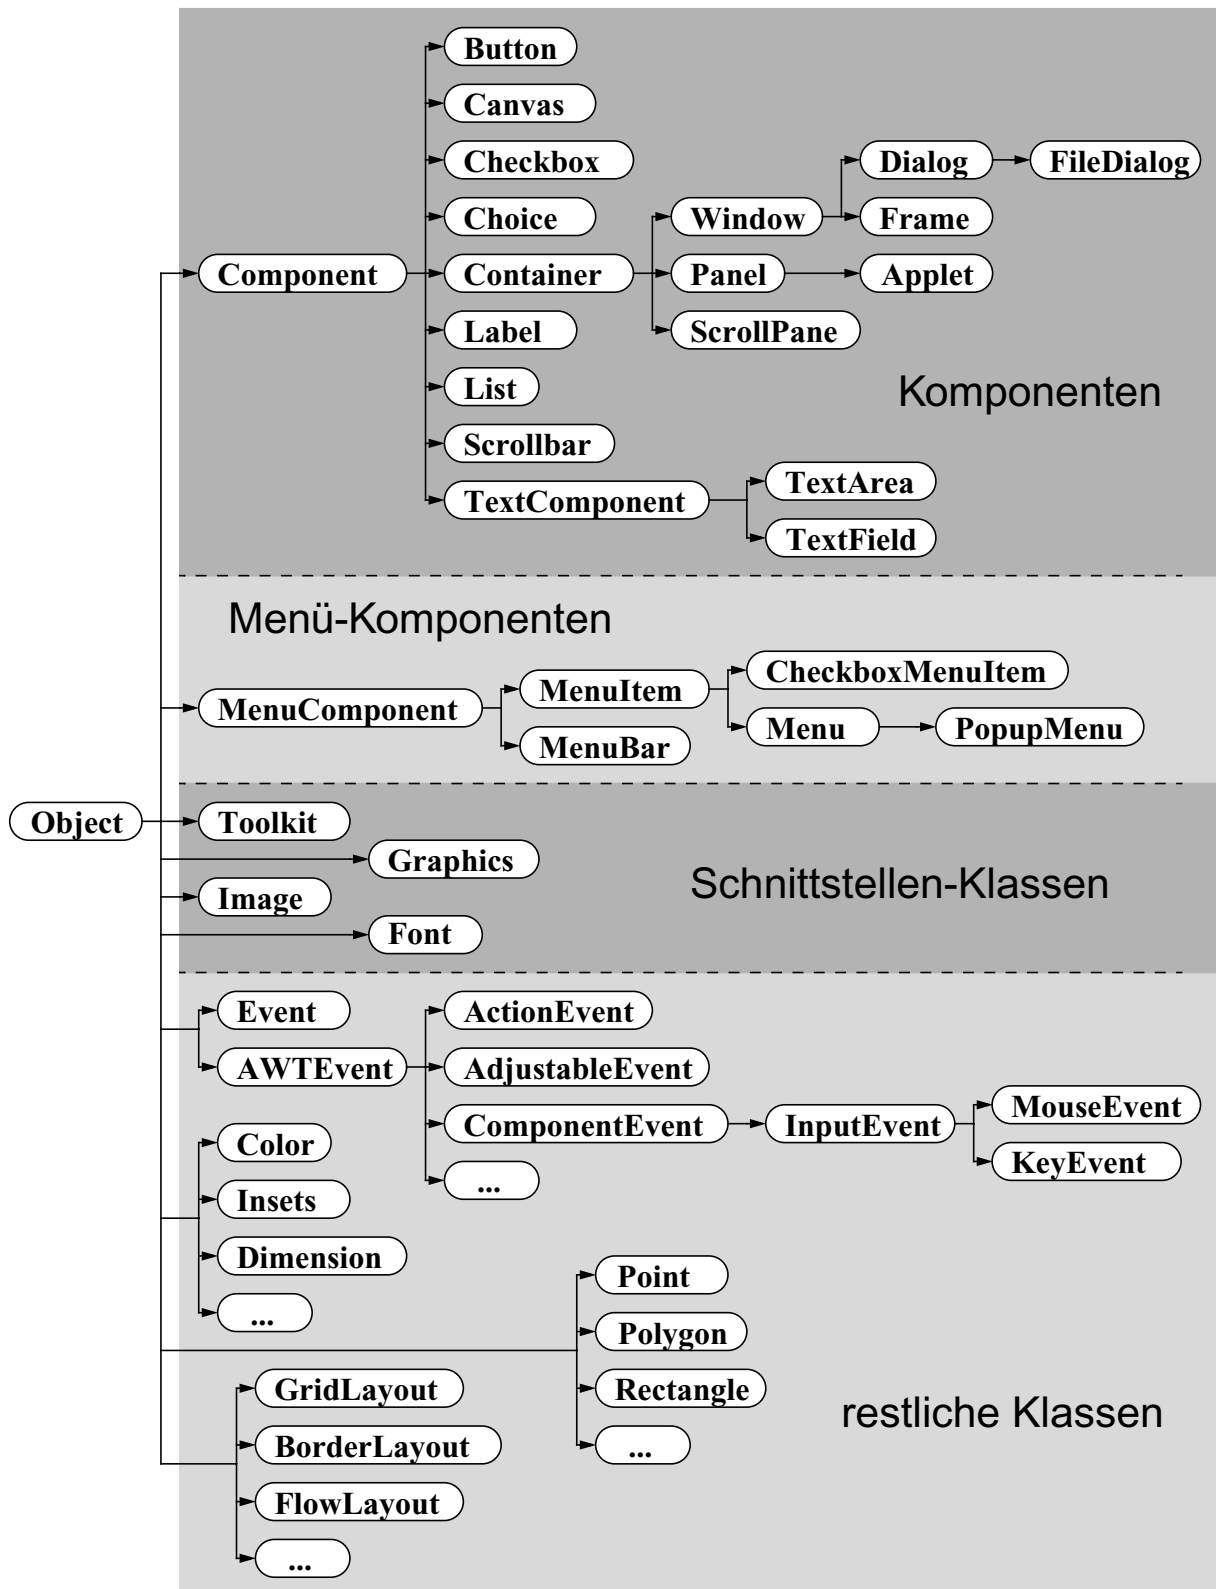 Button
Canvas
Checkbox
Dialog
FileDialog
Choice
Window
Frame
Component
Container
Panel
Applet
Label
ScrollPane
List
Komponenten
Scrollbar
TextComponent
TextArea
TextField
Menü-Komponenten
MenuComponent
MenuItem
CheckboxMenuItem
MenuBar
Menu
PopupMenu
Object
Toolkit
Graphics
Schnittstellen-Klassen
Image
Font
Event
ActionEvent
AWTEvent
AdjustableEvent
ComponentEvent
InputEvent
MouseEvent
KeyEvent
...
Color
Insets
Dimension
...
Point
Polygon
Rectangle
...
restliche Klassen
GridLayout
BorderLayout
FlowLayout
...